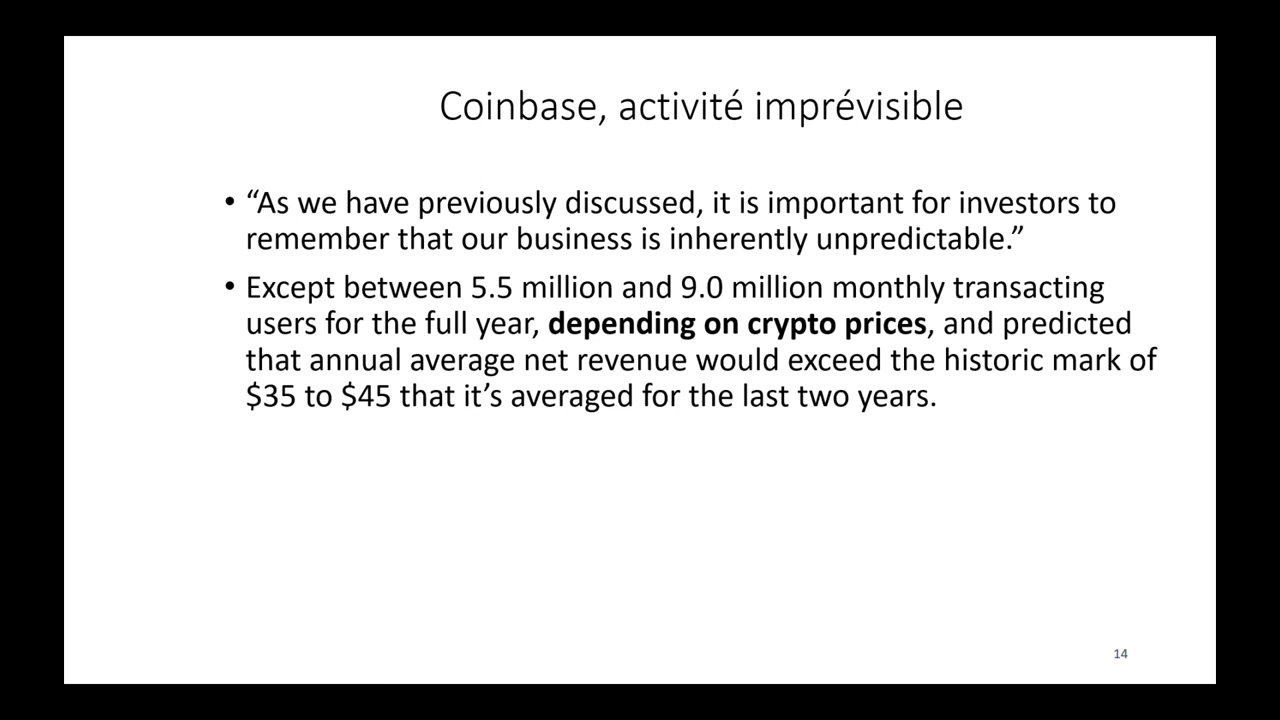 Coinbase, activité imprévisible
• “As we have previously discussed, it is important for investors to
remember that our business is inherently unpredictable.”
• Except between 5.5 million and 9.0 million monthly transacting
users for the full year, depending on crypto prices, and predicted
that annual average net revenue would exceed the historic mark of
$35 to $45 that it’s averaged for the last two years.
14